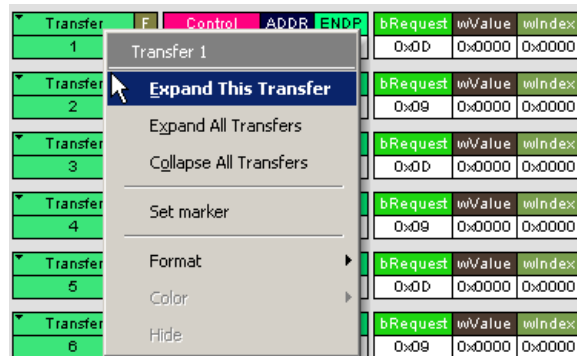 Transfer F Control ADDR ENDP bRequest wValue wIndex
1 0x0D 0x0000 0x0000
Transfer 1
Transfer bRequest wValue wIndex
Expand This Transfer
2 0x09 0x0000 0x0000
Expand All Transfers
Transfer bRequest wValue wIndex
Collapse All Transfers
3 0x0D 0x0000 0x0000
Transfer bRequest wValue wIndex
Set marker
4 0x09 0x0000 0x0000
Transfer bRequest wValue wIndex
Format
5 0x0D 0x0000 0x0000
Color
Transfer bRequest wValue wIndex
Hide
6 0x09 0x0000 0x0000